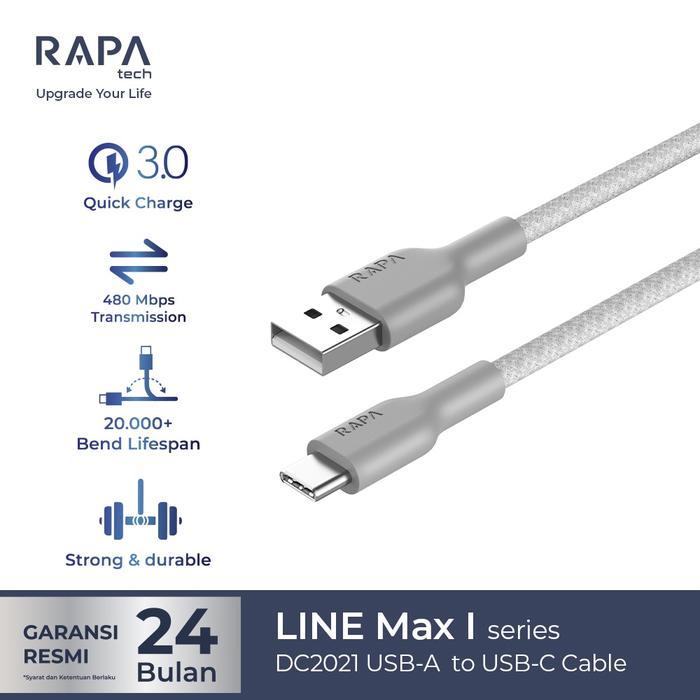 RAPA
tech
Upgrade Your Life
3.0
Quick Charge
480 Mbps
Transmission
20.000+
Bend Lifespan
Strong & durable
RAPA
RAPA
GARANSI
RESMI
*Syarat dan Ketentuan Berlaku
24
Bulan
LINE Max I series
DC2021 USB-A to USB-C Cable